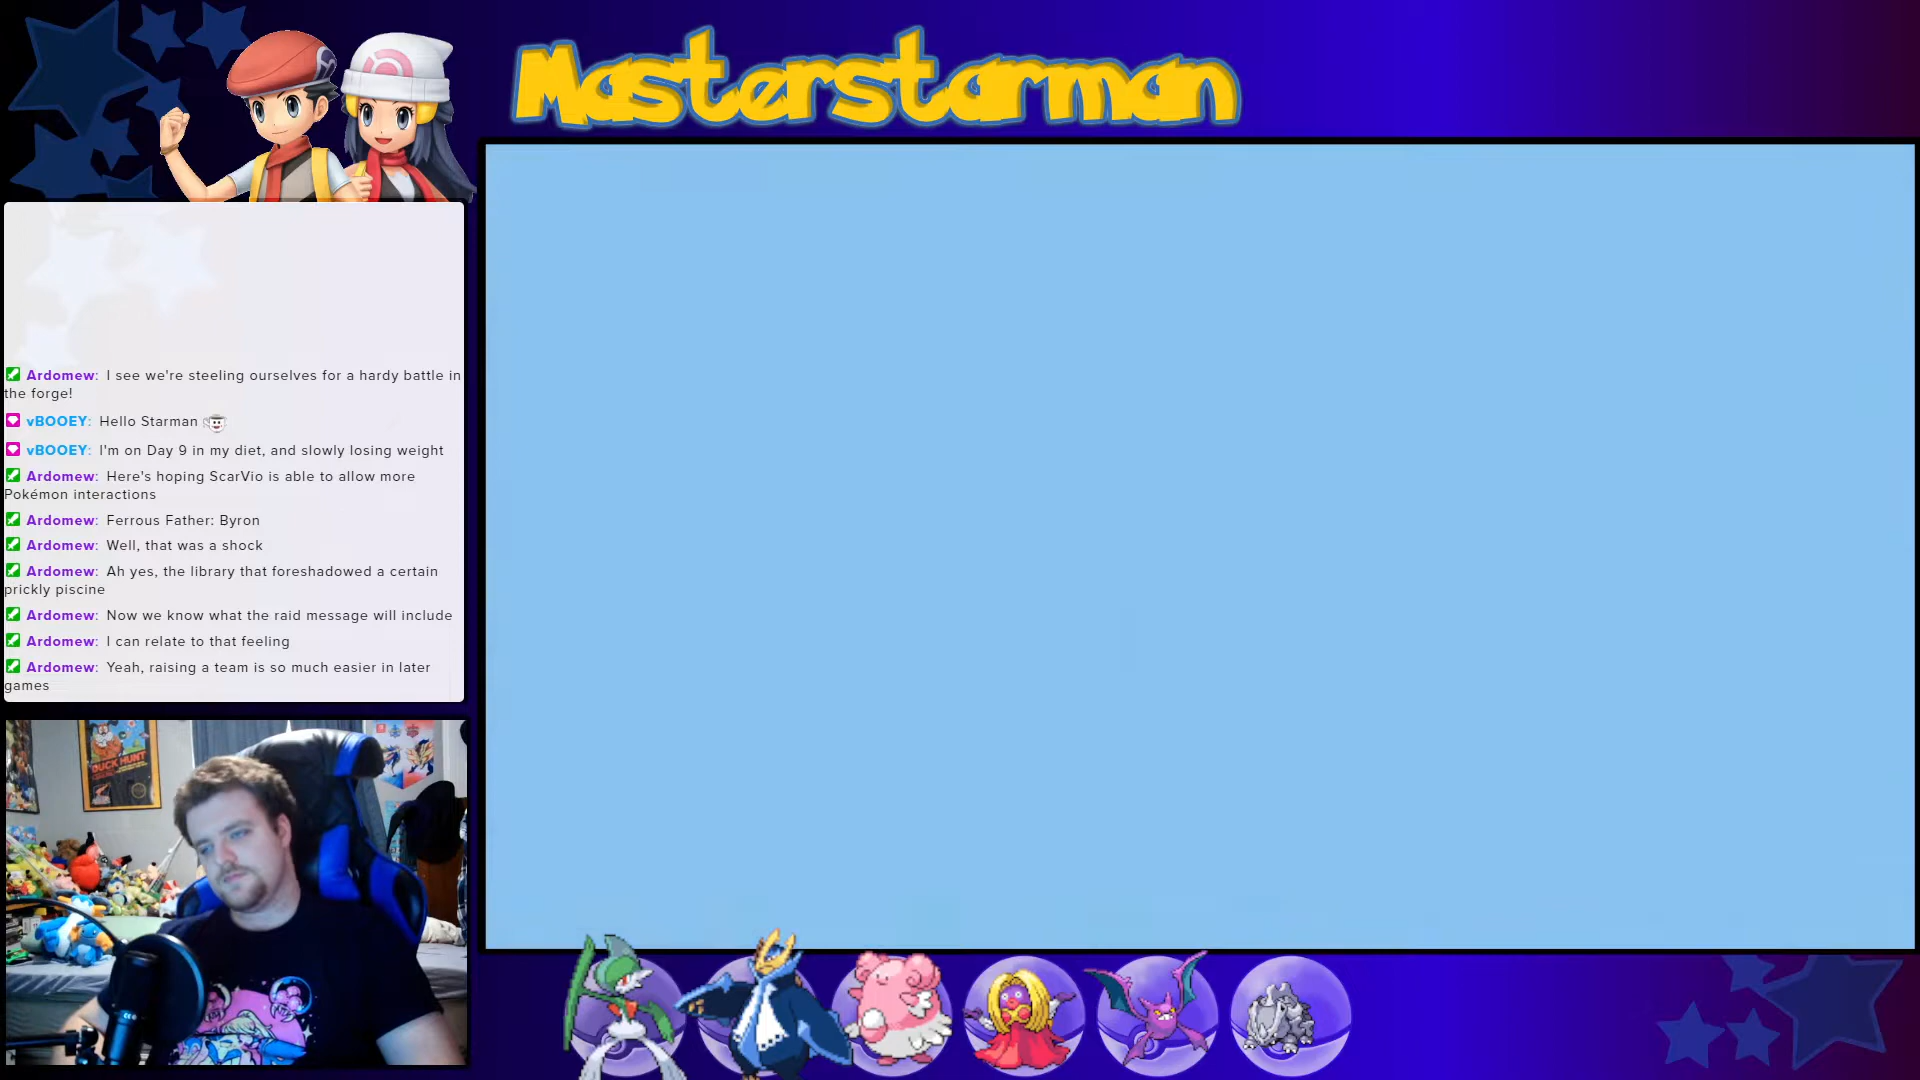 Masterstarman
Ardomew: I see we're steeling ourselves for a hardy battle in
the forge!
vBOOEY: Hello Starman
vBOOEY: I'm on Day 9 in my diet, and slowly losing weight
Ardomew: Here's hoping ScarVio is able to allow more
Pokémon interactions
Ardomew: Ferrous Father: Byron
Ardomew: Well, that was a shock
Ardomew: Ah yes, the library that foreshadowed a certain
prickly piscine
Ardomew: Now we know what the raid message will include
Ardomew: I can relate to that feeling
Ardomew: Yeah, raising a team is so much easier in later
games
DUCK HUNT